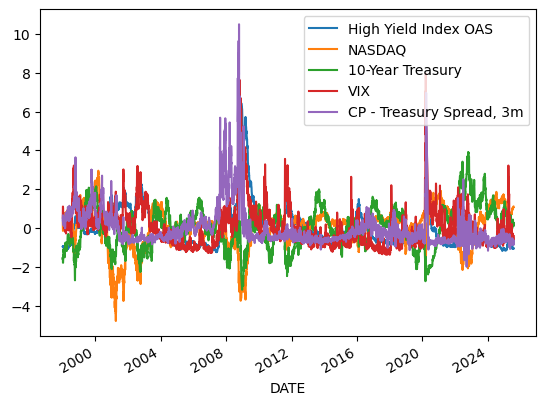 10
8
6
4
2
0
−2
−4
High Yield Index OAS
NASDAQ
10-Year Treasury
VIX
CP - Treasury Spread, 3m
2000
2004
2008
2012
2016
2020
2024
DATE